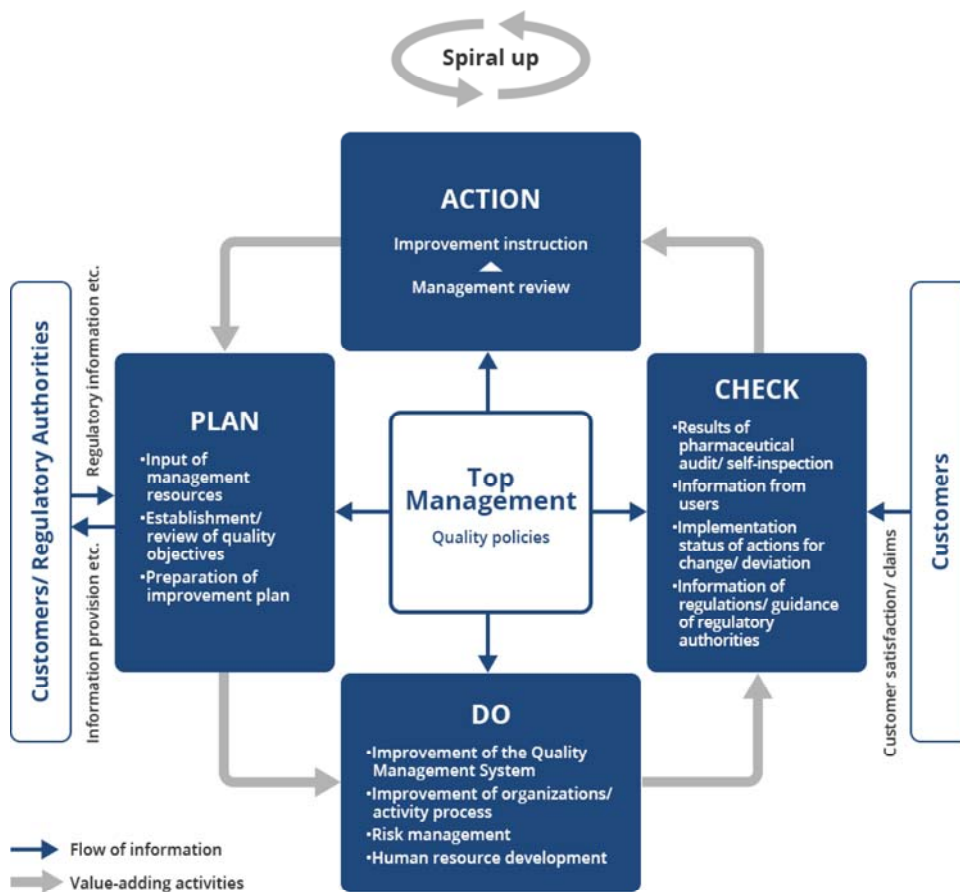 Spiral up
ACTION
Improvement instruction
Management review
Customers/ Regulatory Authorities
Regulatory information etc.
Information provision etc.
PLAN
•Input of
management
resources
•Establishment/
review of quality
objectives
•Preparation of
improvement plan
Top
Management
Quality policies
CHECK
•Results of
pharmaceutical
audit/ self-inspection
•Information from
users
•Implementation
status of actions for
change/ deviation
•Information of
regulations/ guidance
of regulatory
authorities
Customer satisfaction/ claims
Customers
DO
•Improvement of the Quality
Management System
•Improvement of organizations/
activity process
•Risk management
•Human resource development
Flow of information
Value-adding activities